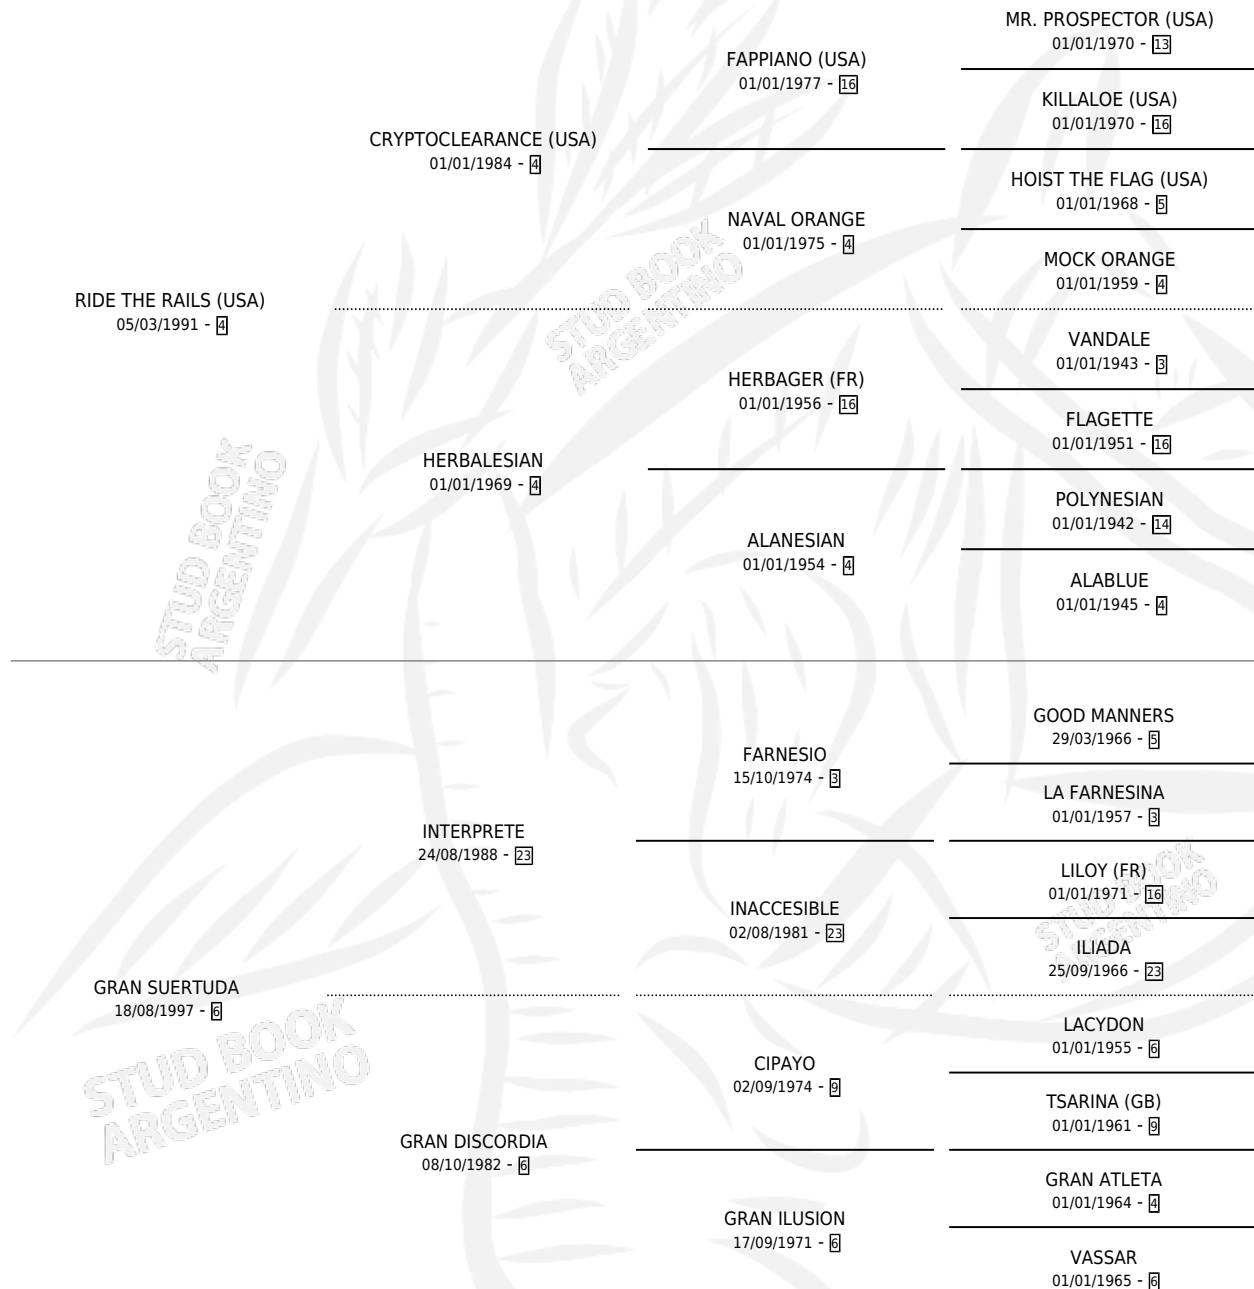 MR. PROSPECTOR (USA)
01/01/1970 - 13
FAPPIANO (USA)
01/01/1977 - 16
KILLALOE (USA)
01/01/1970 - 16
CRYPTOCLEARANCE (USA)
01/01/1984 - 4
HOIST THE FLAG (USA)
01/01/1968 - 5
NAVAL ORANGE
01/01/1975 - 4
MOCK ORANGE
01/01/1959 - 4
RIDE THE RAILS (USA)
05/03/1991 - 4
VANDALE
01/01/1943 - 3
HERBAGER (FR)
01/01/1956 - 16
FLAGETTE
01/01/1951 - 16
HERBALESIAN
01/01/1969 - 4
POLYNESIAN
01/01/1942 - 14
ALANESIAN
01/01/1954 - 4
ALABLUE
01/01/1945 - 4
GOOD MANNERS
29/03/1966 - 5
FARNESIO
15/10/1974 - 3
LA FARNESINA
01/01/1957 - 3
INTERPRETE
24/08/1988 - 23
LILOY (FR)
01/01/1971 - 16
INACCESIBLE
02/08/1981 - 23
ILIADA
25/09/1966 - 23
GRAN SUERTUDA
18/08/1997 - 6
LACYDON
01/01/1955 - 6
CIPAYO
02/09/1974 - 9
TSARINA (GB)
01/01/1961 - 9
GRAN DISCORDIA
08/10/1982 - 6
GRAN ATLETA
01/01/1964 - 4
GRAN ILUSION
17/09/1971 - 6
VASSAR
01/01/1965 - 6
STUD BOOK
ARGENTINO
STUD BOOK
ARGENTINO
STUD BOOK
ARGENTINO
STUD BOOK
ARGENTINO